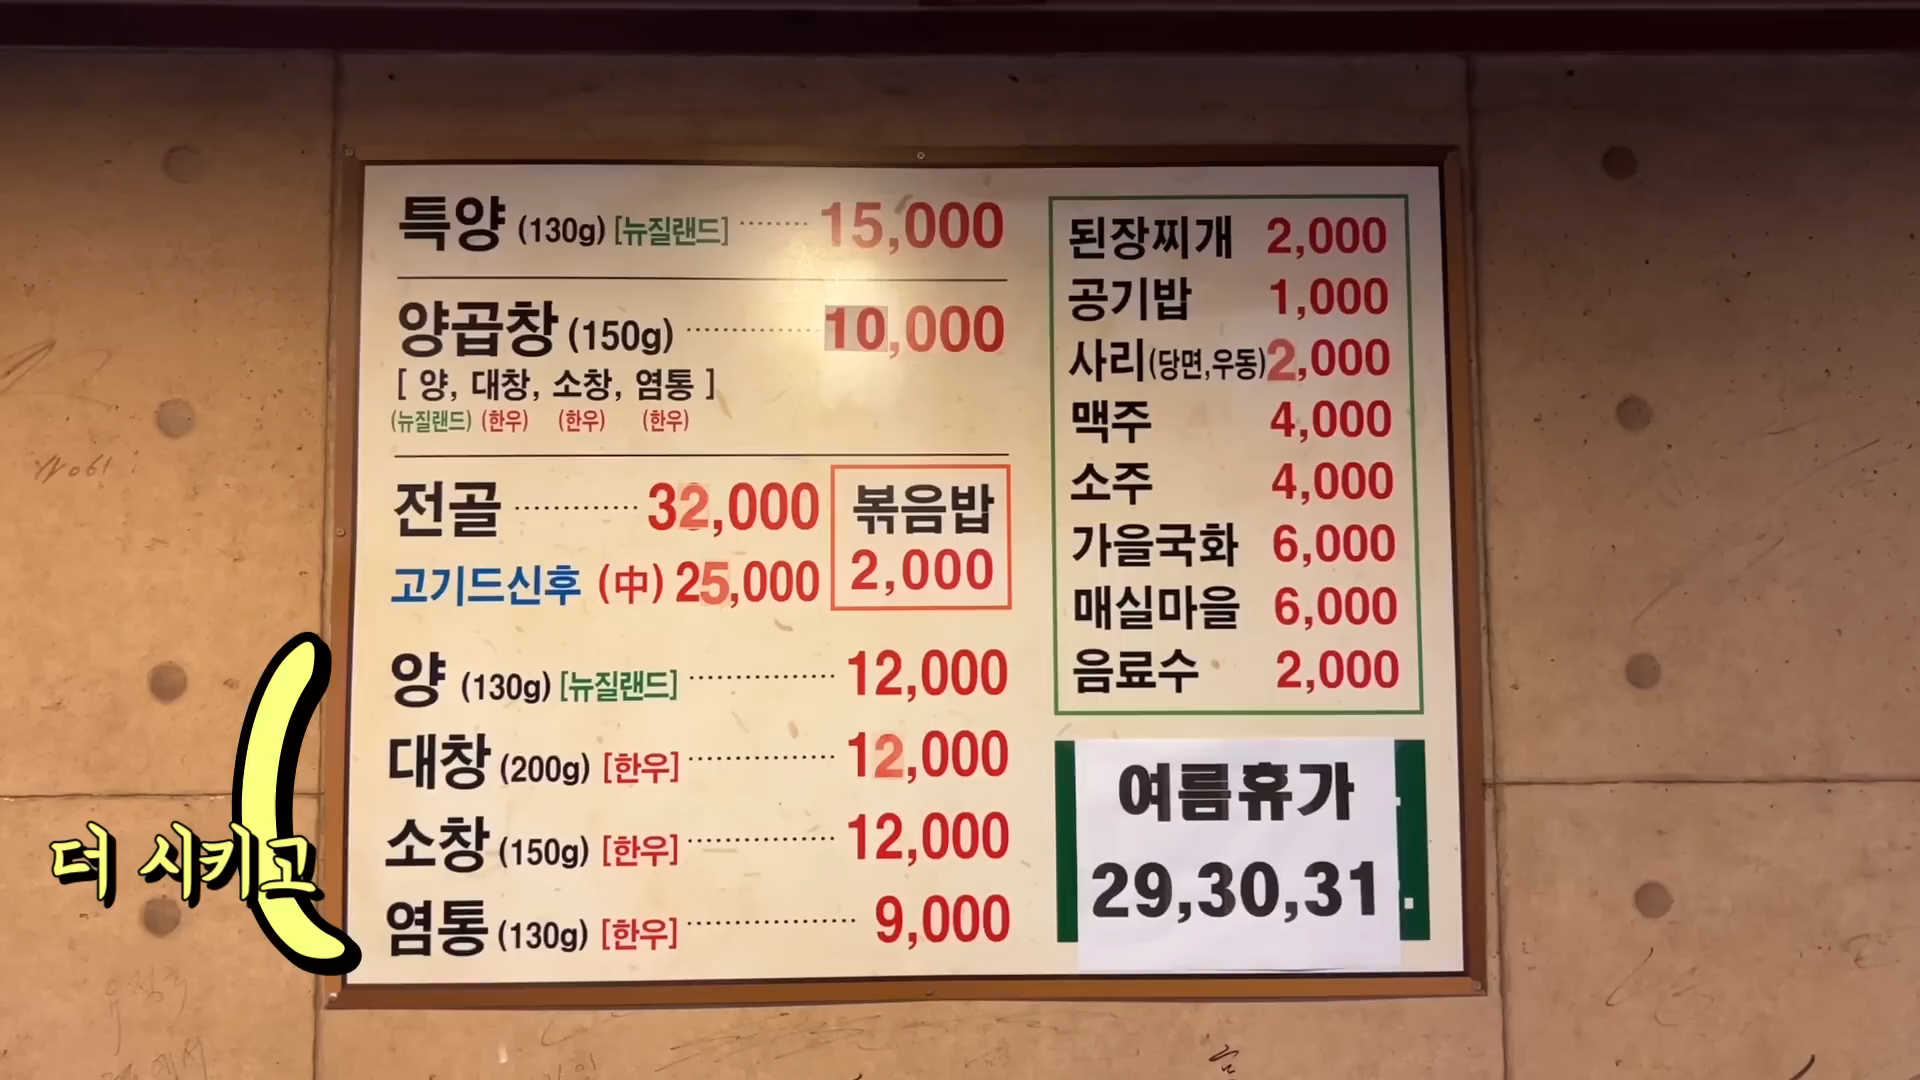 특양 (130g) [뉴질랜드] ········ 15,000
양곱창 (150g) ·············· 10,000
[ 양, 대창, 소창, 염통 ]
(뉴질랜드) (한우) (한우) (한우)
전골 ············· 32,000
고기드신후 (中) 25,000
볶음밥
2,000
양 (130g) [뉴질랜드] ··············· 12,000
대창 (200g) [한우] ··············· 12,000
소창 (150g) [한우] ··············· 12,000
염통 (130g) [한우] ················· 9,000
된장찌개 2,000
공기밥 1,000
사리(당면,우동) 2,000
맥주 4,000
소주 4,000
가을국화 6,000
매실마을 6,000
음료수 2,000
여름휴가
29,30,31.
더 시키고
No61